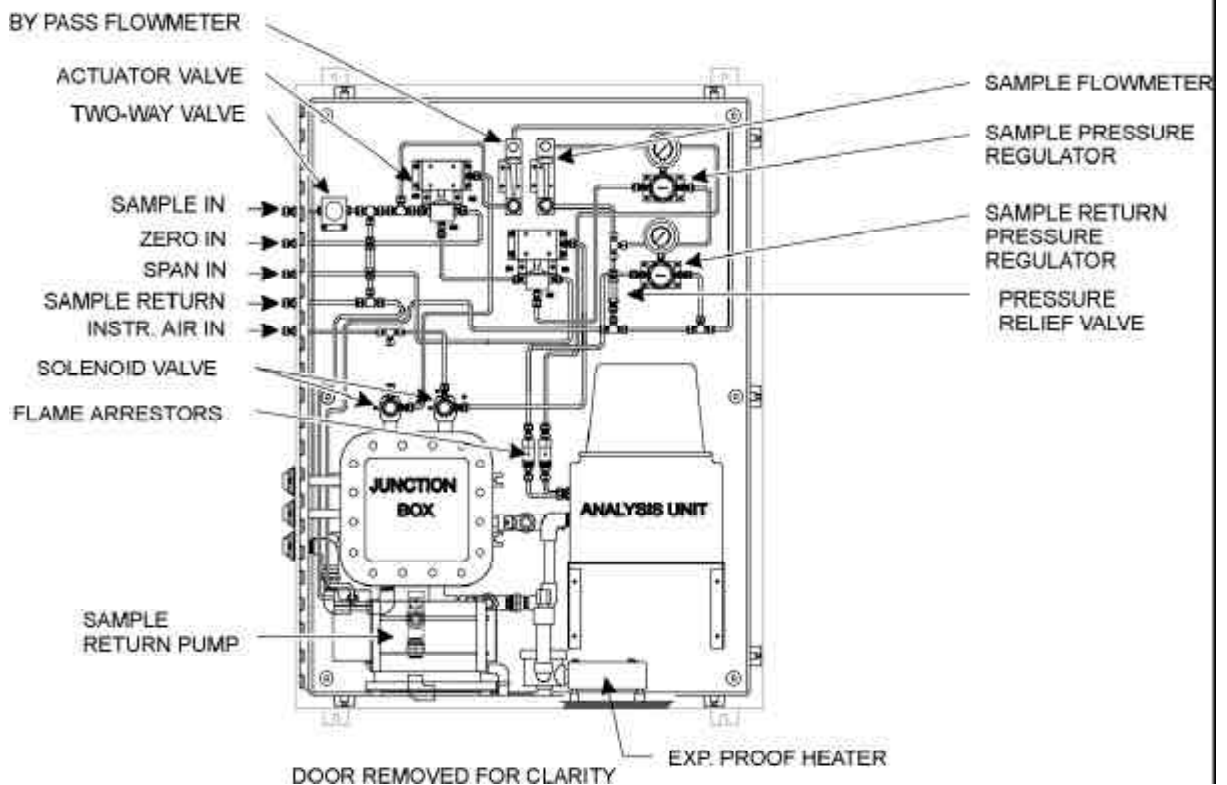 BY PASS FLOWMETER
ACTUATOR VALVE
TWO-WAY VALVE
SAMPLE IN
ZERO IN
SPAN IN
SAMPLE RETURN
INSTR. AIR IN
SOLENOID VALVE
FLAME ARRESTORS
SAMPLE
RETURN PUMP
JUNCTION
BOX
ANALYSIS UNIT
SAMPLE FLOWMETER
SAMPLE PRESSURE
REGULATOR
SAMPLE RETURN
PRESSURE
REGULATOR
PRESSURE
RELIEF VALVE
EXP. PROOF HEATER
DOOR REMOVED FOR CLARITY